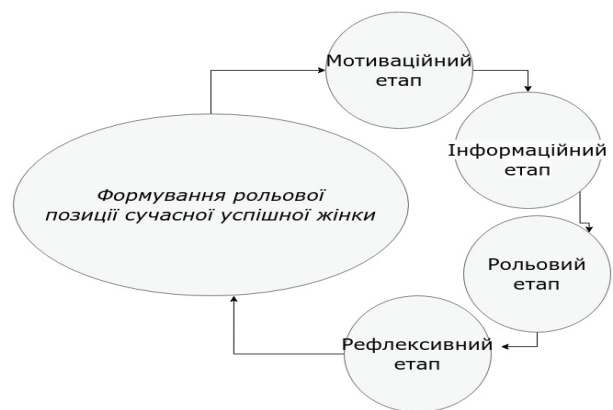 Мотиваційний
етап
Інформаційний
етап
Формування рольової
позиції сучасної успішної жінки
Рольовий
етап
Рефлексивний
етап